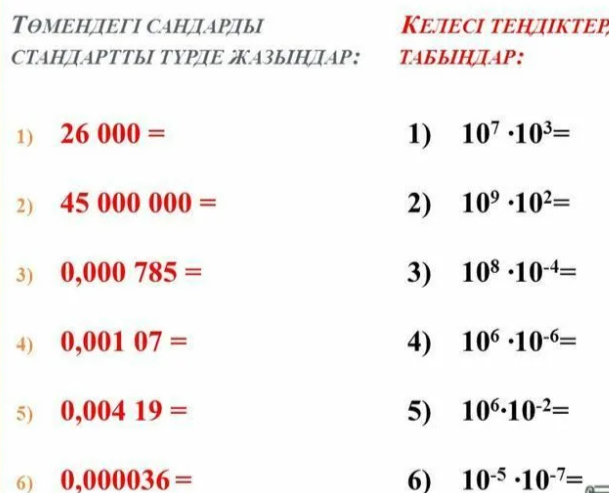 ТӨМЕНДЕГІ САНДАРДЫ
СТАНДАРТТЫ ТҮРДЕ ЖАЗЫҢДАР:
1) 26 000 =
2) 45 000 000 =
3) 0,000 785 =
4) 0,001 07 =
5) 0,004 19 =
6) 0,000036 =
КЕЛЕСІ ТЕҢДІКТЕР
ТАБЫҢДАР:
1) 10⁷ ·10³=
2) 10⁹ ·10²=
3) 10⁸ ·10⁻⁴=
4) 10⁶ ·10⁻⁶=
5) 10⁶·10⁻²=
6) 10⁻⁵ ·10⁻⁷=